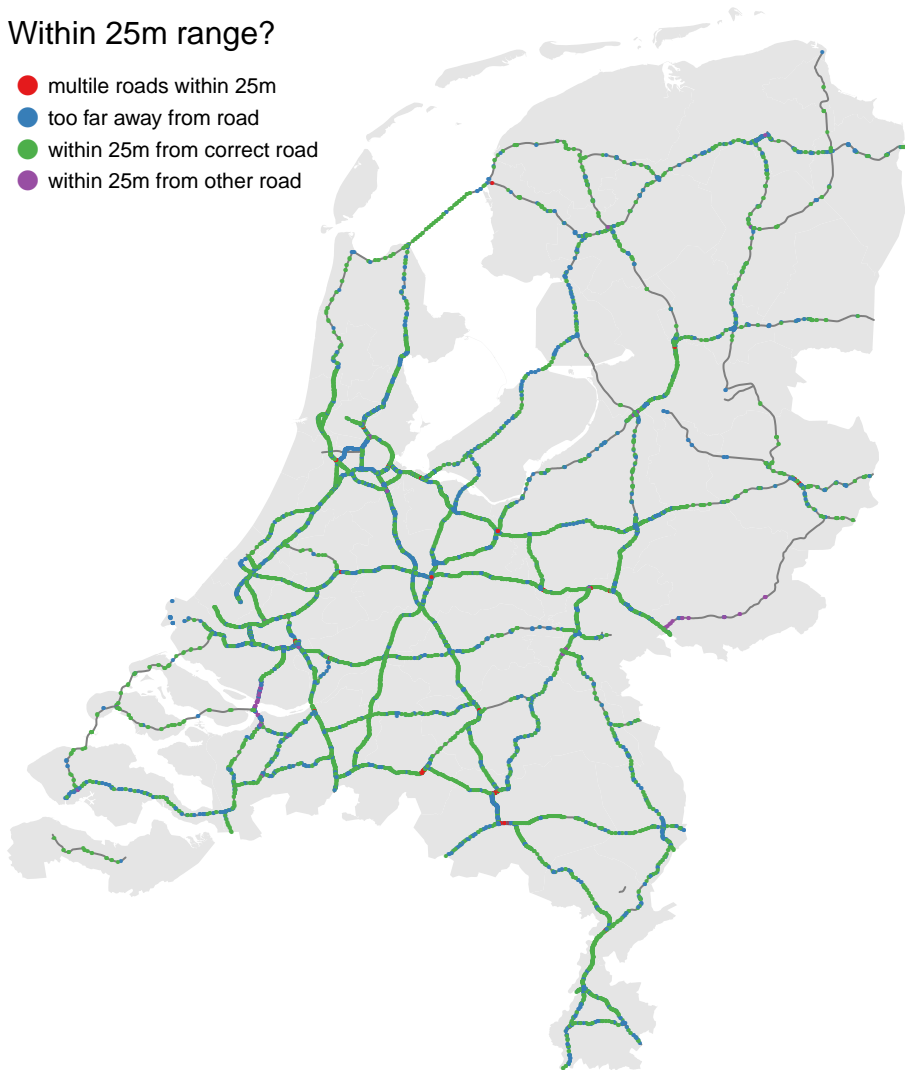 Within 25m range?
multile roads within 25m
too far away from road
within 25m from correct road
within 25m from other road